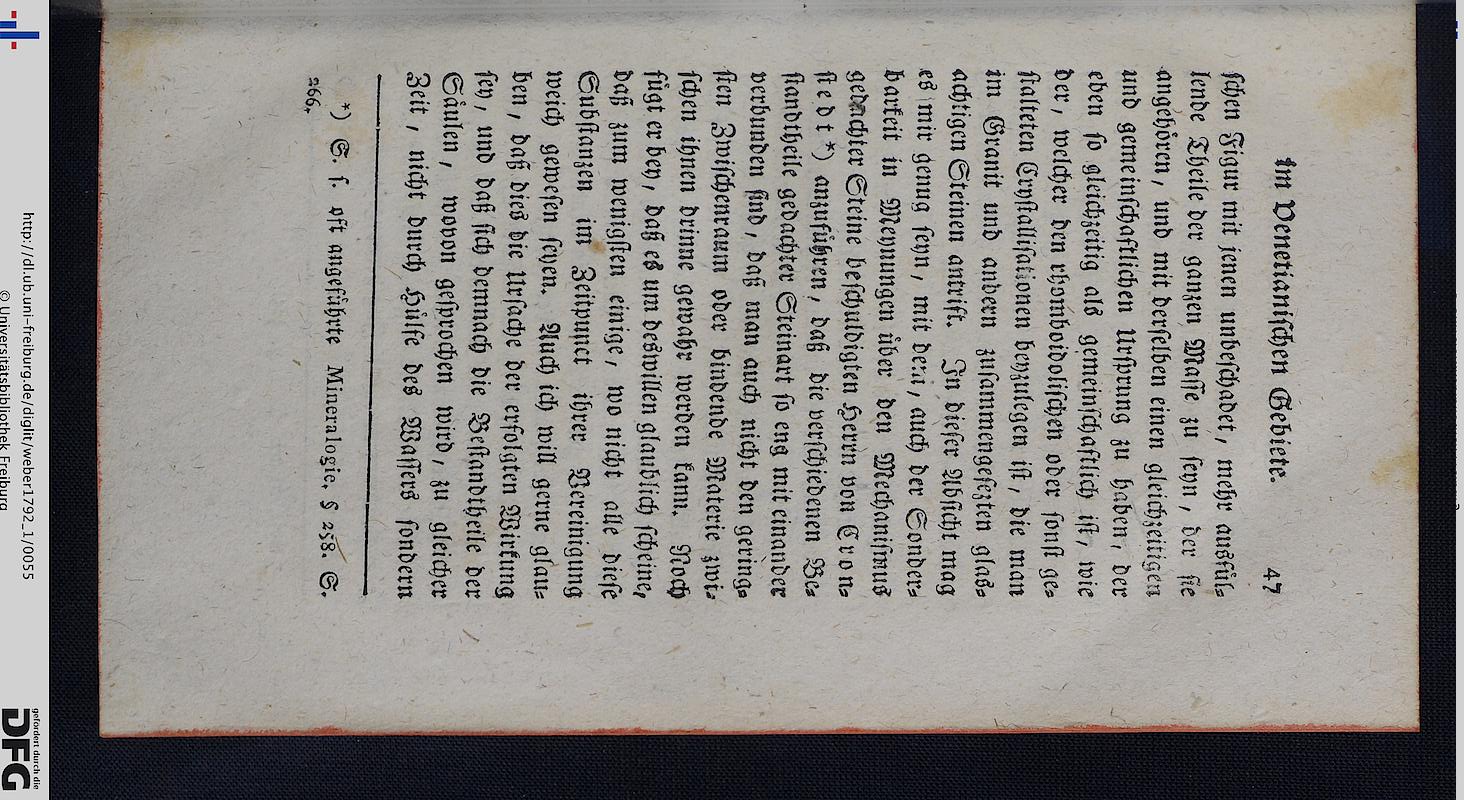 im Venetianischen Gebiete. 47
schen Figur mit jenen unbeschadet, mehr ausfül-
lende Theile der ganzen Masse zu seyn, der sie
angehören, und mit derselben einen gleichzeitigen
und gemeinschaftlichen Ursprung zu haben, der
eben so gleichzeitig als gemeinschaftlich ist, wie
der, welcher den rhomboidolischen oder sonst ge-
stalteten Crystallisationen beyzulegen ist, die man
im Granit und andern zusammengesezten glas-
achtigen Steinen antrift. In dieser Absicht mag
es mir genug seyn, mit dem, auch der Sonder-
barkeit in Meynungen über den Mechanismus
gedachter Steine beschuldigten Herrn von Cron-
stedt *) anzuführen, daß die verschiedenen Be-
standtheile gedachter Steinart so eng mit einander
verbunden sind, daß man auch nicht den gering-
sten Zwischenraum oder bindende Materie zwi-
schen ihnen drinne gewahr werden kann. Noch
fügt er bey, daß es um deswillen glaublich scheine,
daß zum wenigsten einige, wo nicht alle diese
Substanzen im Zeitpunct ihrer Vereinigung
weich gewesen seyen. Auch ich will gerne glau-
ben, daß dies die Ursache der erfolgten Wirkung
sey, und daß sich demnach die Bestandtheile der
Säulen, wovon gesprochen wird, zu gleicher
Zeit, nicht durch Hülfe des Wassers sondern
*) S. s. oft angeführte Mineralogie. § 258. S.
266.
http://dl.ub.uni-freiburg.de/diglit/weber1792_1/0055
© Universitätsbibliothek Freiburg
gefördert durch die
DFG